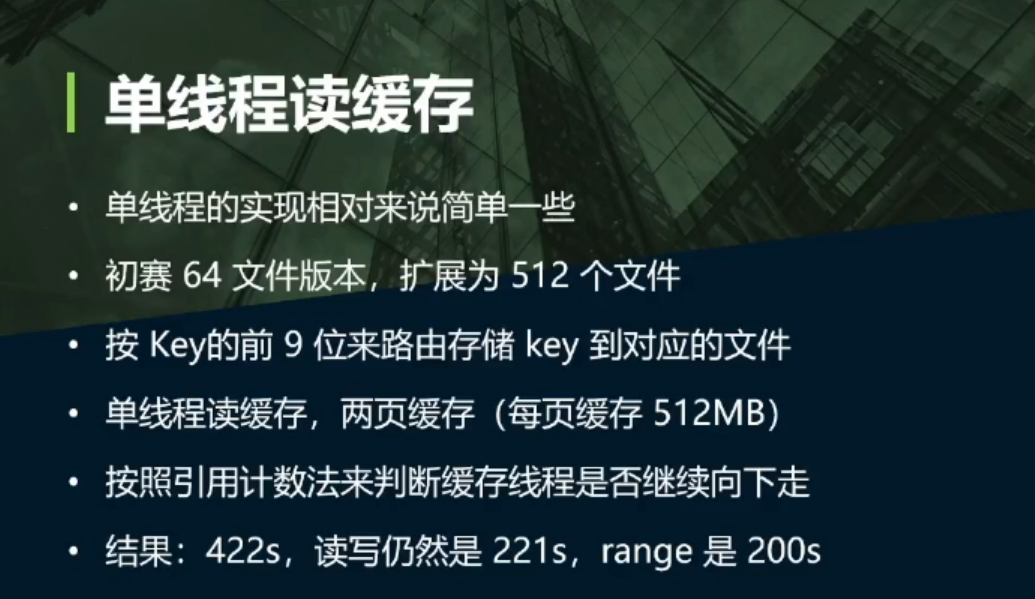 单线程读缓存
• 单线程的实现相对来说简单一些
• 初赛 64 文件版本，扩展为 512 个文件
• 按 Key的前 9 位来路由存储 key 到对应的文件
• 单线程读缓存，两页缓存（每页缓存 512MB）
• 按照引用计数法来判断缓存线程是否继续向下走
• 结果：422s，读写仍然是 221s，range 是 200s